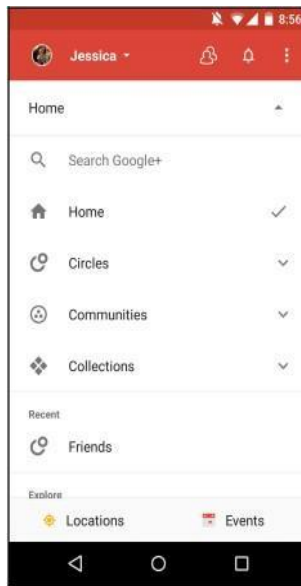 8:56
Jessica
Home
Search Google+
Home
Circles
Communities
Collections
Recent
Friends
Explore
Locations Events